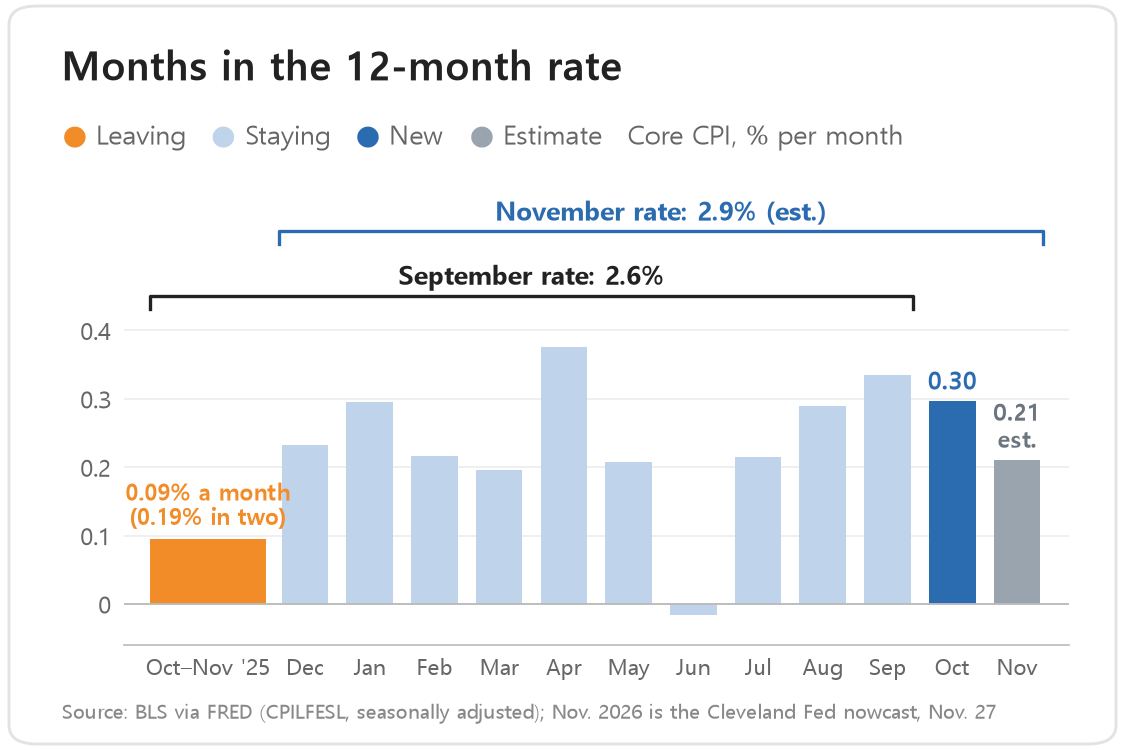 Months in the 12-month rate
Leaving Staying New Estimate Core CPI, % per month
November rate: 2.9% (est.)
September rate: 2.6%
0.4
0.3
0.2
0.1
0
0.09% a month
(0.19% in two)
0.30
0.21
est.
Oct–Nov '25 Dec Jan Feb Mar Apr May Jun Jul Aug Sep Oct Nov
Source: BLS via FRED (CPILFESL, seasonally adjusted); Nov. 2026 is the Cleveland Fed nowcast, Nov. 27